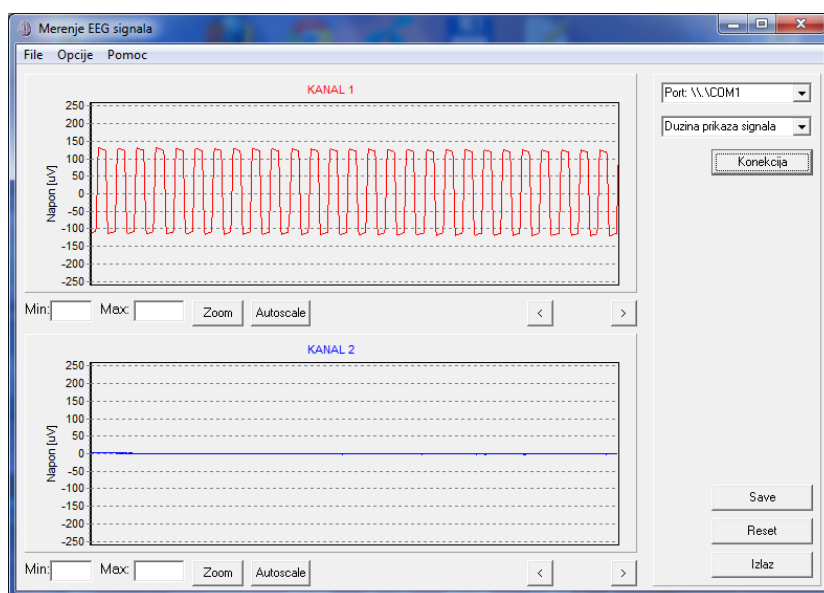 Merenje EEG signala
File Opcije Pomoc
KANAL 1
250
200
150
100
50
0
-50
-100
-150
-200
-250
Napon [uV]
Min: Max: Zoom Autoscale < >
KANAL 2
250
200
150
100
50
0
-50
-100
-150
-200
-250
Napon [uV]
Min: Max: Zoom Autoscale < >
Port: \\.\COM1
Duzina prikaza signala
Konekcija
Save
Reset
Izlaz